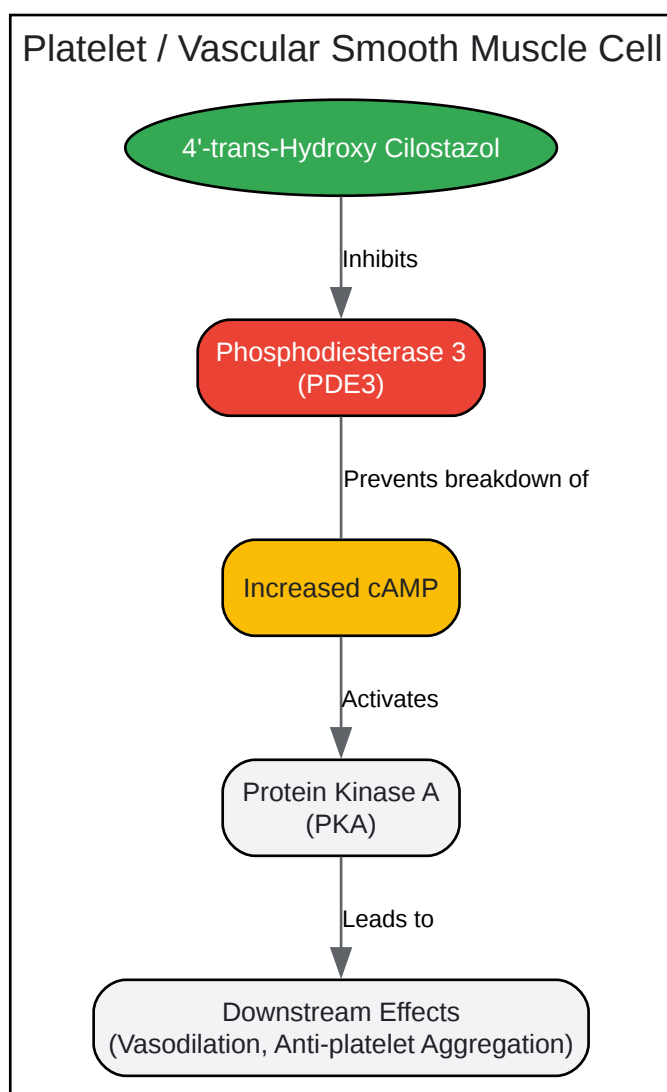 Platelet / Vascular Smooth Muscle Cell
4'-trans-Hydroxy Cilostazol
Inhibits
Phosphodiesterase 3
(PDE3)
Prevents breakdown of
Increased cAMP
Activates
Protein Kinase A
(PKA)
Leads to
Downstream Effects
(Vasodilation, Anti-platelet Aggregation)